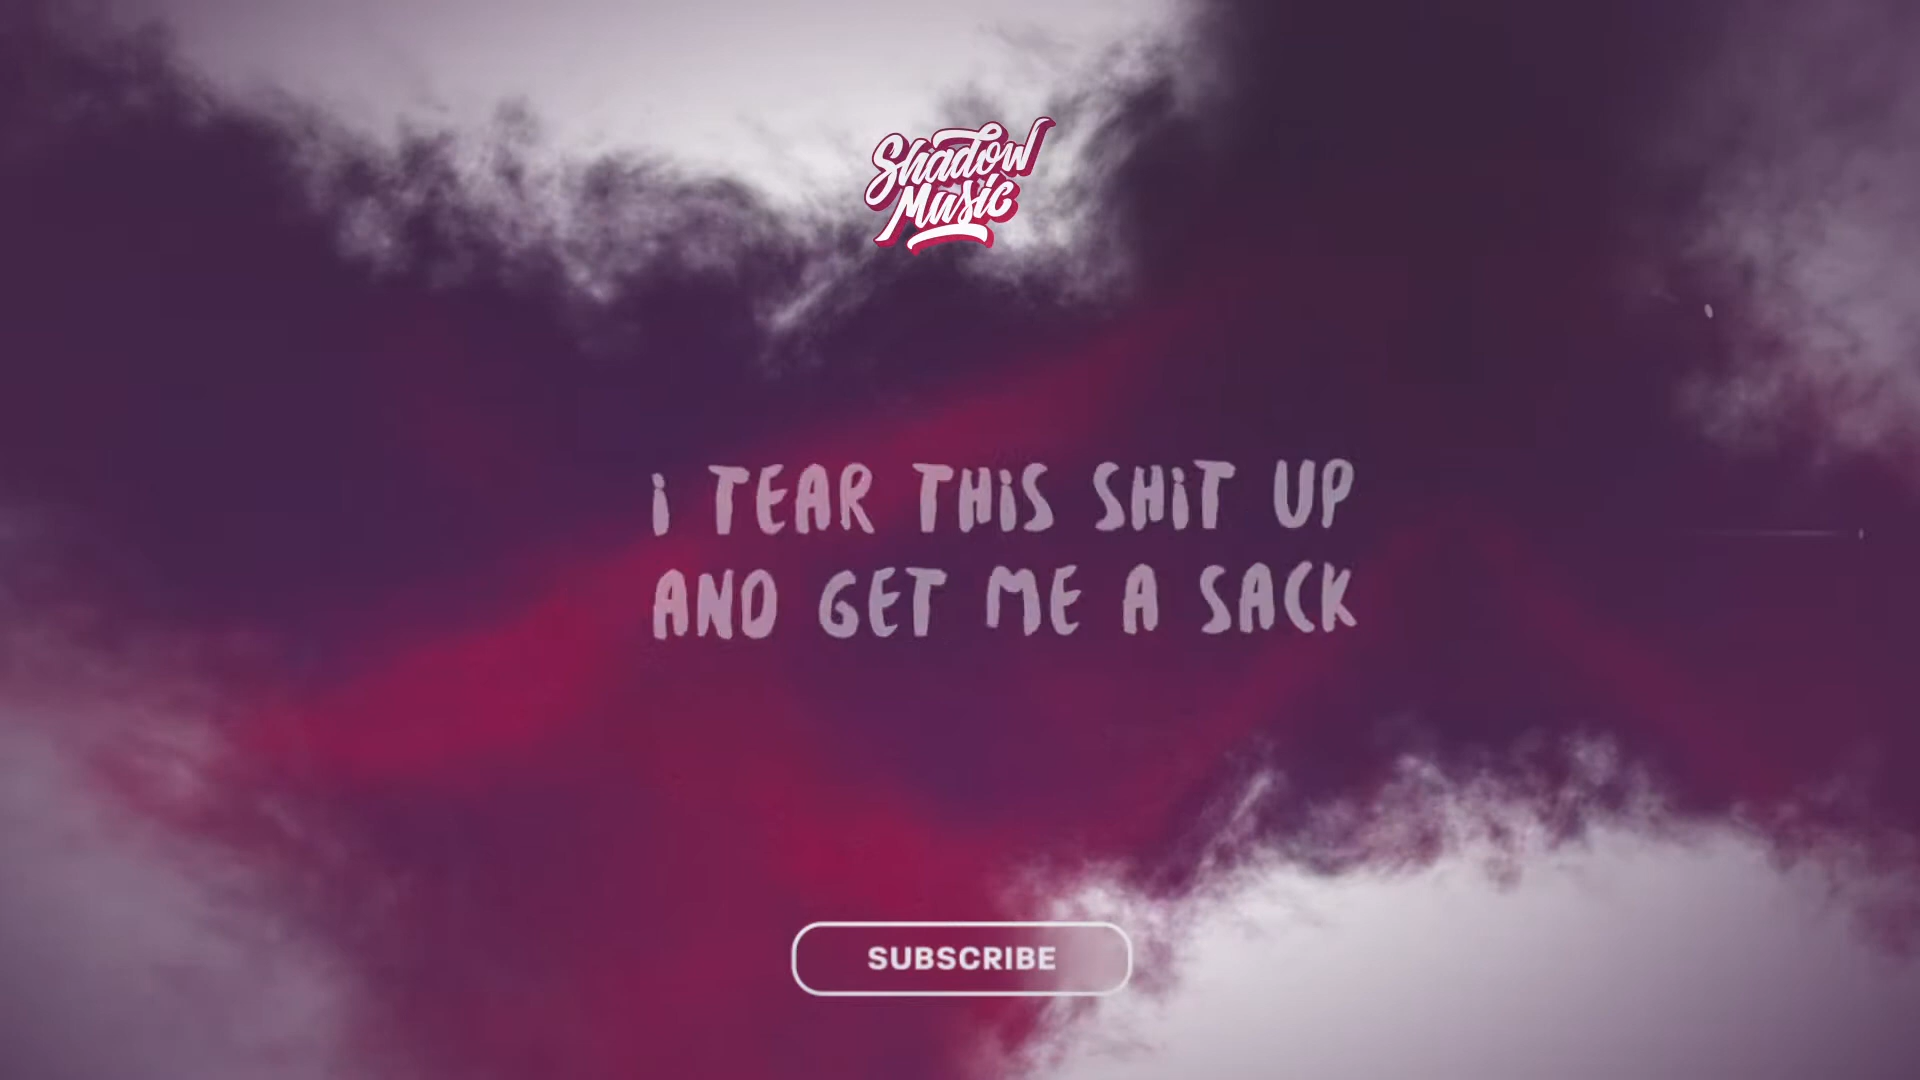 Shadow
Music
i TEAR THiS SHiT UP
AND GET ME A SACK
SUBSCRIBE